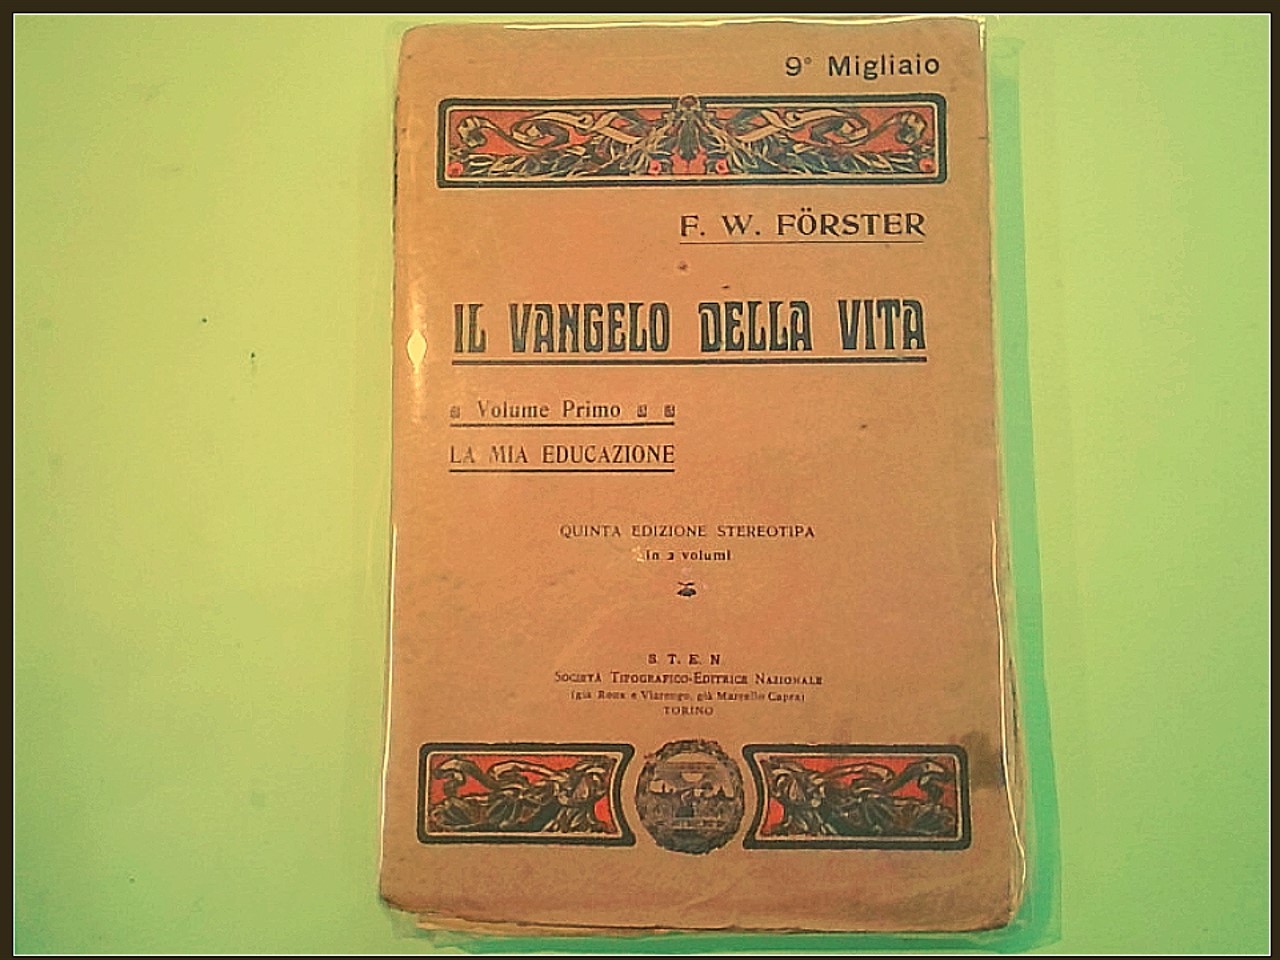 9° Migliaio
F. W. FÖRSTER
IL VANGELO DELLA VITA
Volume Primo
LA MIA EDUCAZIONE
QUINTA EDIZIONE STEREOTIPA
in 2 volumi
S. T. E. N
SOCIETÀ TIPOGRAFICO-EDITRICE NAZIONALE
(già Roux e Viarengo, già Marcello Capra)
TORINO